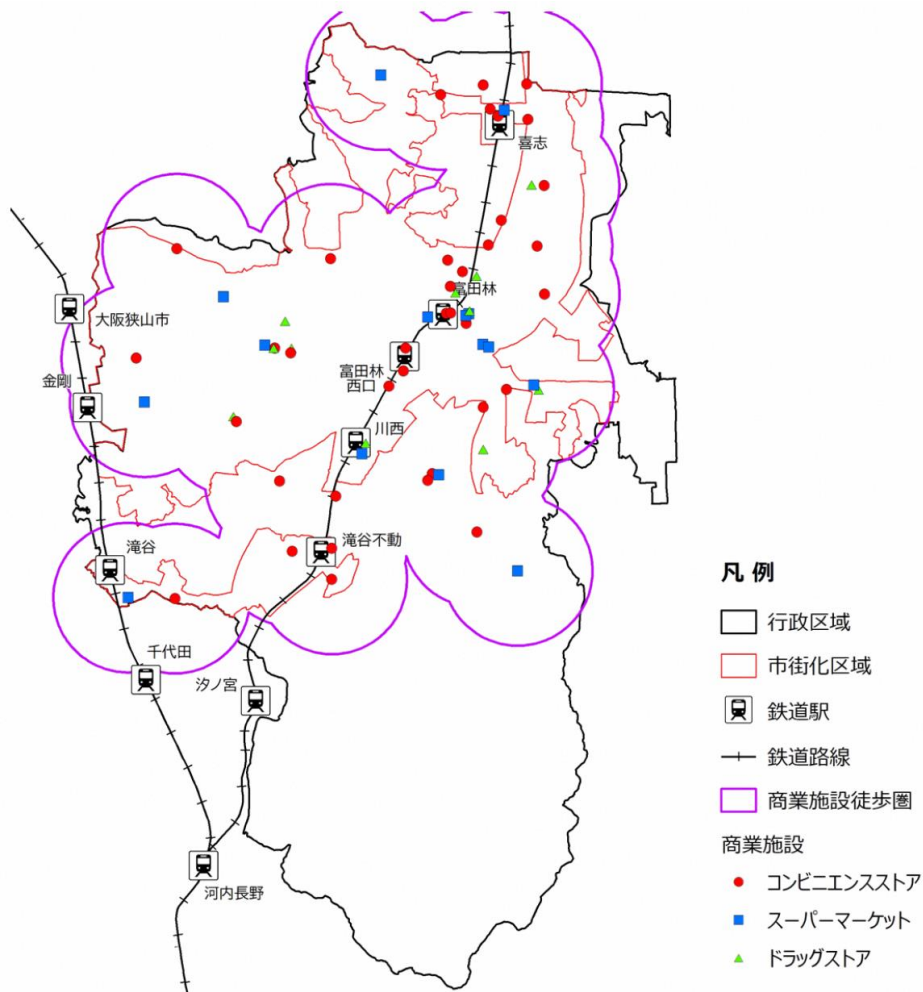 喜志
富田林
大阪狭山市
富田林
西口
金剛
川西
滝谷不動
滝谷
千代田
汐ノ宮
河内長野
凡 例
行政区域
市街化区域
鉄道駅
鉄道路線
商業施設徒歩圏
商業施設
コンビニエンスストア
スーパーマーケット
ドラッグストア